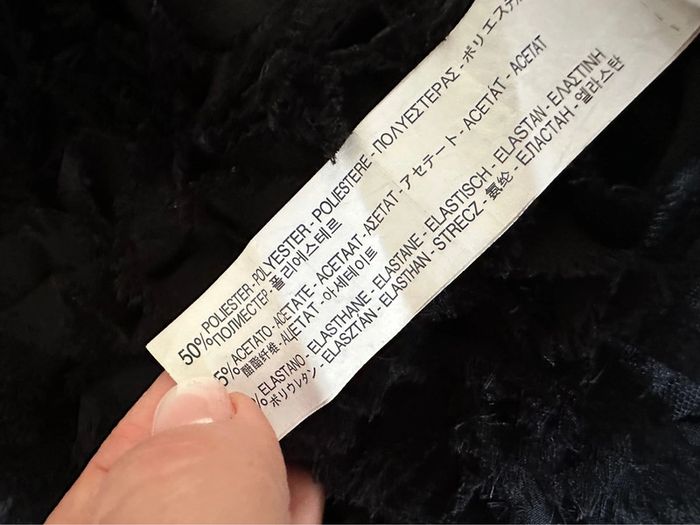 50% POLIESTER - POLYESTER - POLIESTERE - ΠΟΛΥΕΣΤΕΡΑΣ - ポリエステル
ПОЛИЕСТЕР - 폴리에스테르
5% ACETATO - ACETATE - ACETAAT - ΑΣΕΤΑΤ - アセテート - ACETÁT - ACETAT
醋酯纤维 - АЦЕТАТ - 아세테이트
% ELASTANO - ELASTHANE - ELASTANE - ELASTISCH - ELASTAN - ΕΛΑΣΤΙΝΗ
ポリウレタン - ELASZTÁN - ELASTHAN - STRECZ - 氨纶 - ЕПАСТАН - 엘라스탄